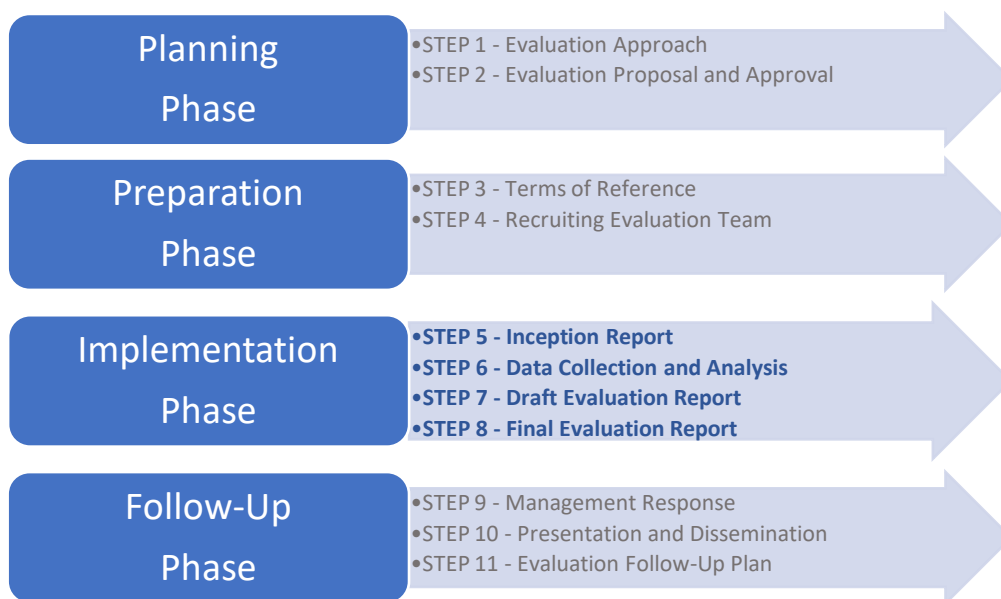 Planning
Phase
•STEP 1 - Evaluation Approach
•STEP 2 - Evaluation Proposal and Approval
Preparation
Phase
•STEP 3 - Terms of Reference
•STEP 4 - Recruiting Evaluation Team
Implementation
Phase
•STEP 5 - Inception Report
•STEP 6 - Data Collection and Analysis
•STEP 7 - Draft Evaluation Report
•STEP 8 - Final Evaluation Report
Follow-Up
Phase
•STEP 9 - Management Response
•STEP 10 - Presentation and Dissemination
•STEP 11 - Evaluation Follow-Up Plan